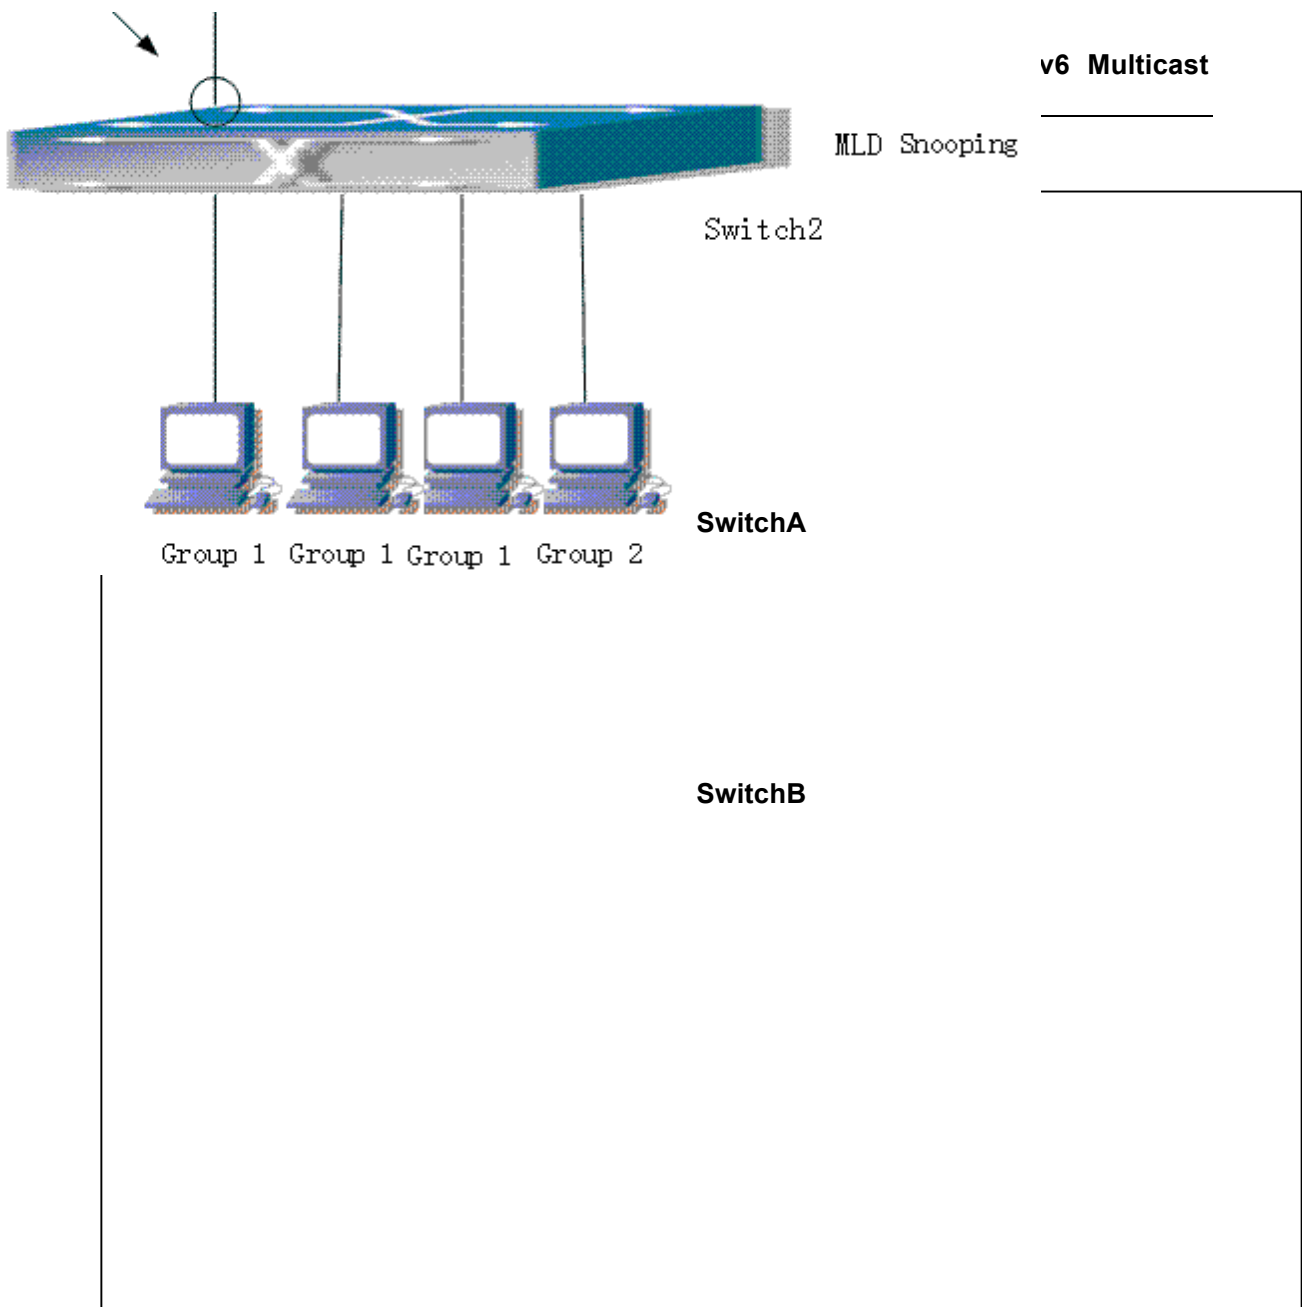 v6 Multicast
MLD Snooping
Switch2
SwitchA
Group 1 Group 1 Group 1 Group 2
SwitchB